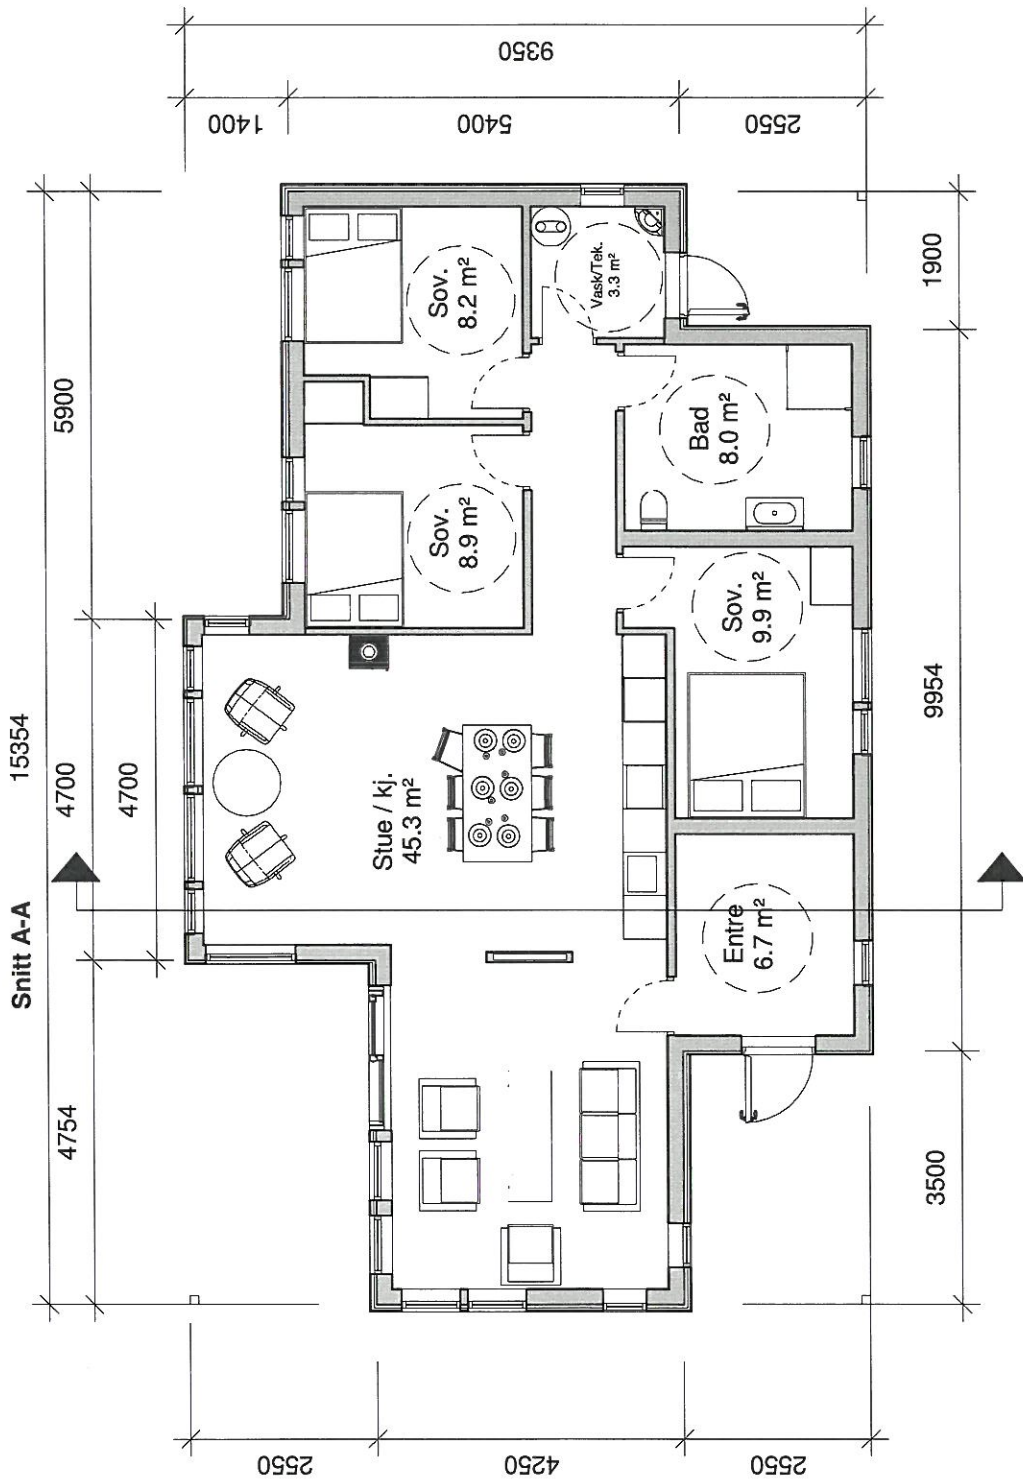 Snitt A-A
15354
4754
4700
5900
4700
2550
4250
2550
9350
1400
5400
2550
Stue / kj.
45.3 m²
Sov.
8.9 m²
Sov.
8.2 m²
Vask/Tek.
3.3 m²
Entre
6.7 m²
Sov.
9.9 m²
Bad
8.0 m²
3500
9954
1900